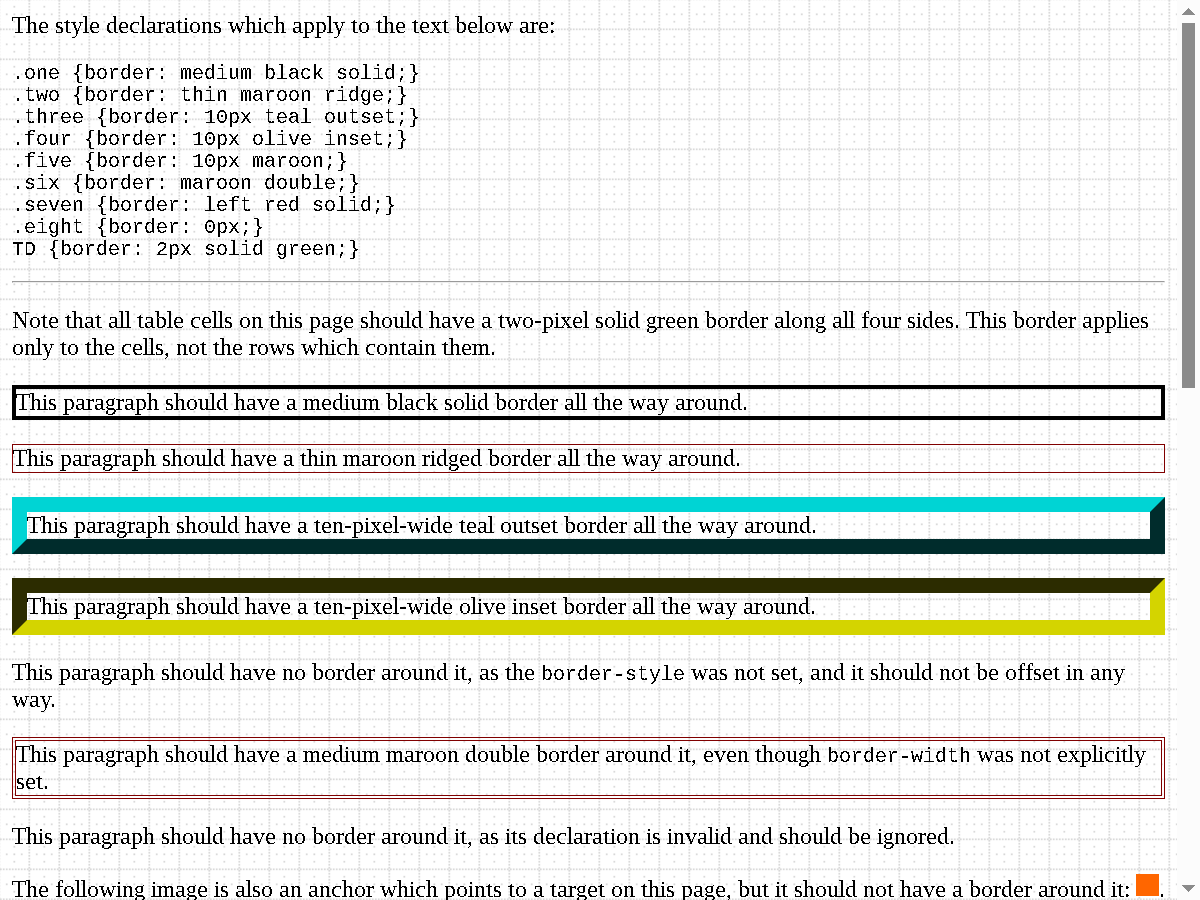 The style declarations which apply to the text below are:
.one {border: medium black solid;}
.two {border: thin maroon ridge;}
.three {border: 10px teal outset;}
.four {border: 10px olive inset;}
.five {border: 10px maroon;}
.six {border: maroon double;}
.seven {border: left red solid;}
.eight {border: 0px;}
TD {border: 2px solid green;}
Note that all table cells on this page should have a two-pixel solid green border along all four sides. This border applies
only to the cells, not the rows which contain them.
This paragraph should have a medium black solid border all the way around.
This paragraph should have a thin maroon ridged border all the way around.
This paragraph should have a ten-pixel-wide teal outset border all the way around.
This paragraph should have a ten-pixel-wide olive inset border all the way around.
This paragraph should have no border around it, as the border-style was not set, and it should not be offset in any
way.
This paragraph should have a medium maroon double border around it, even though border-width was not explicitly
set.
This paragraph should have no border around it, as its declaration is invalid and should be ignored.
The following image is also an anchor which points to a target on this page, but it should not have a border around it: .